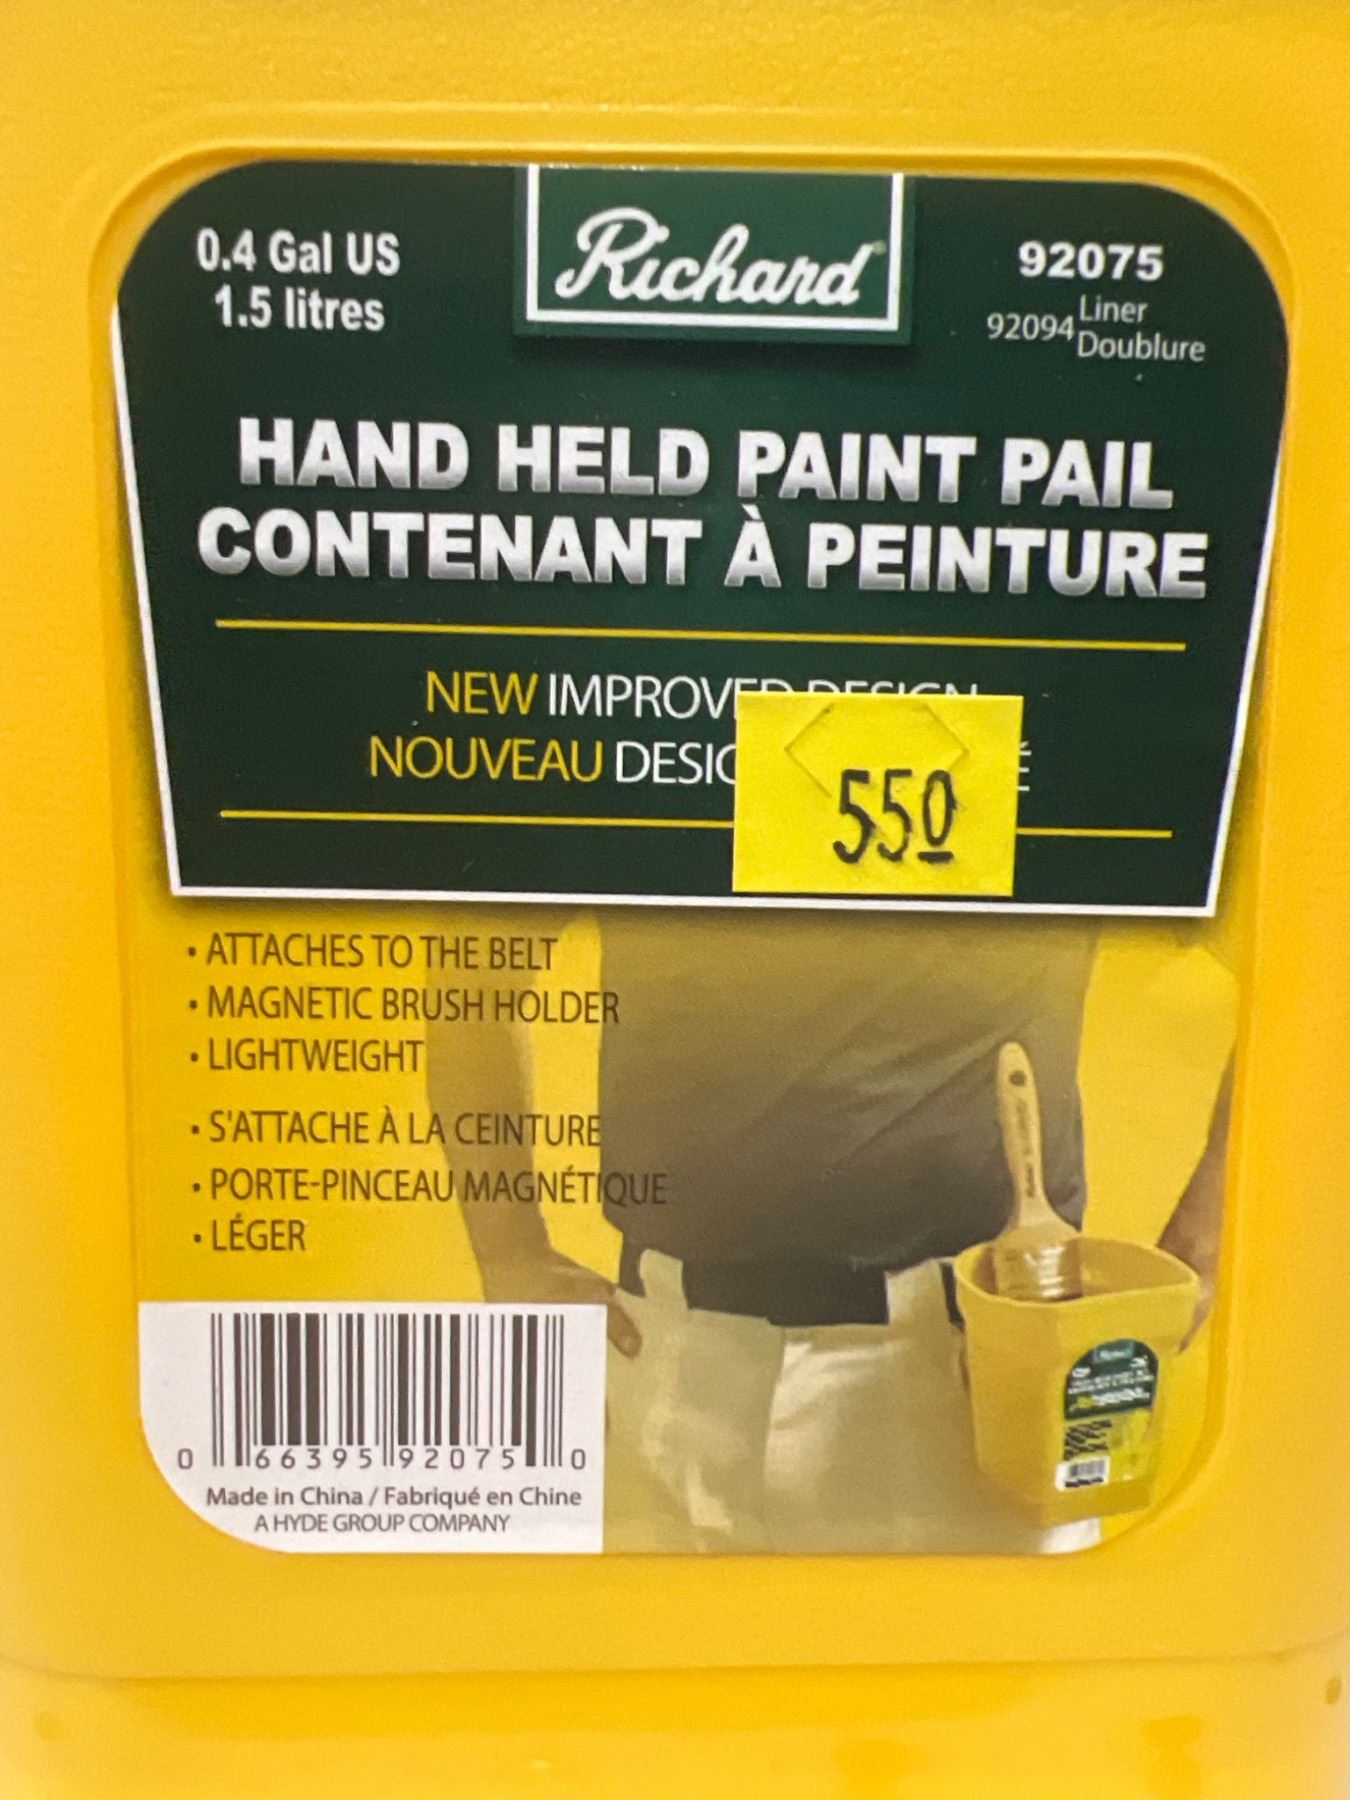 0.4 Gal US
1.5 litres
Richard
92075
92094 Liner
Doublure
HAND HELD PAINT PAIL
CONTENANT À PEINTURE
NEW IMPROVED DESIGN
NOUVEAU DESIG
550
• ATTACHES TO THE BELT
• MAGNETIC BRUSH HOLDER
• LIGHTWEIGHT
• S'ATTACHE À LA CEINTURE
• PORTE-PINCEAU MAGNÉTIQUE
• LÉGER
0 66395 92075 0
Made in China / Fabriqué en Chine
A HYDE GROUP COMPANY